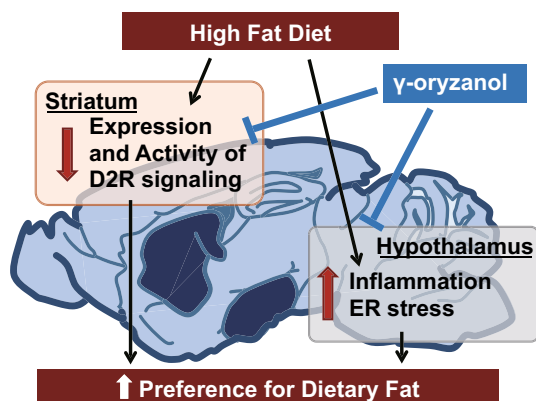 High Fat Diet
γ-oryzanol
Striatum
Expression
and Activity of
D2R signaling
Hypothalamus
Inflammation
ER stress
Preference for Dietary Fat